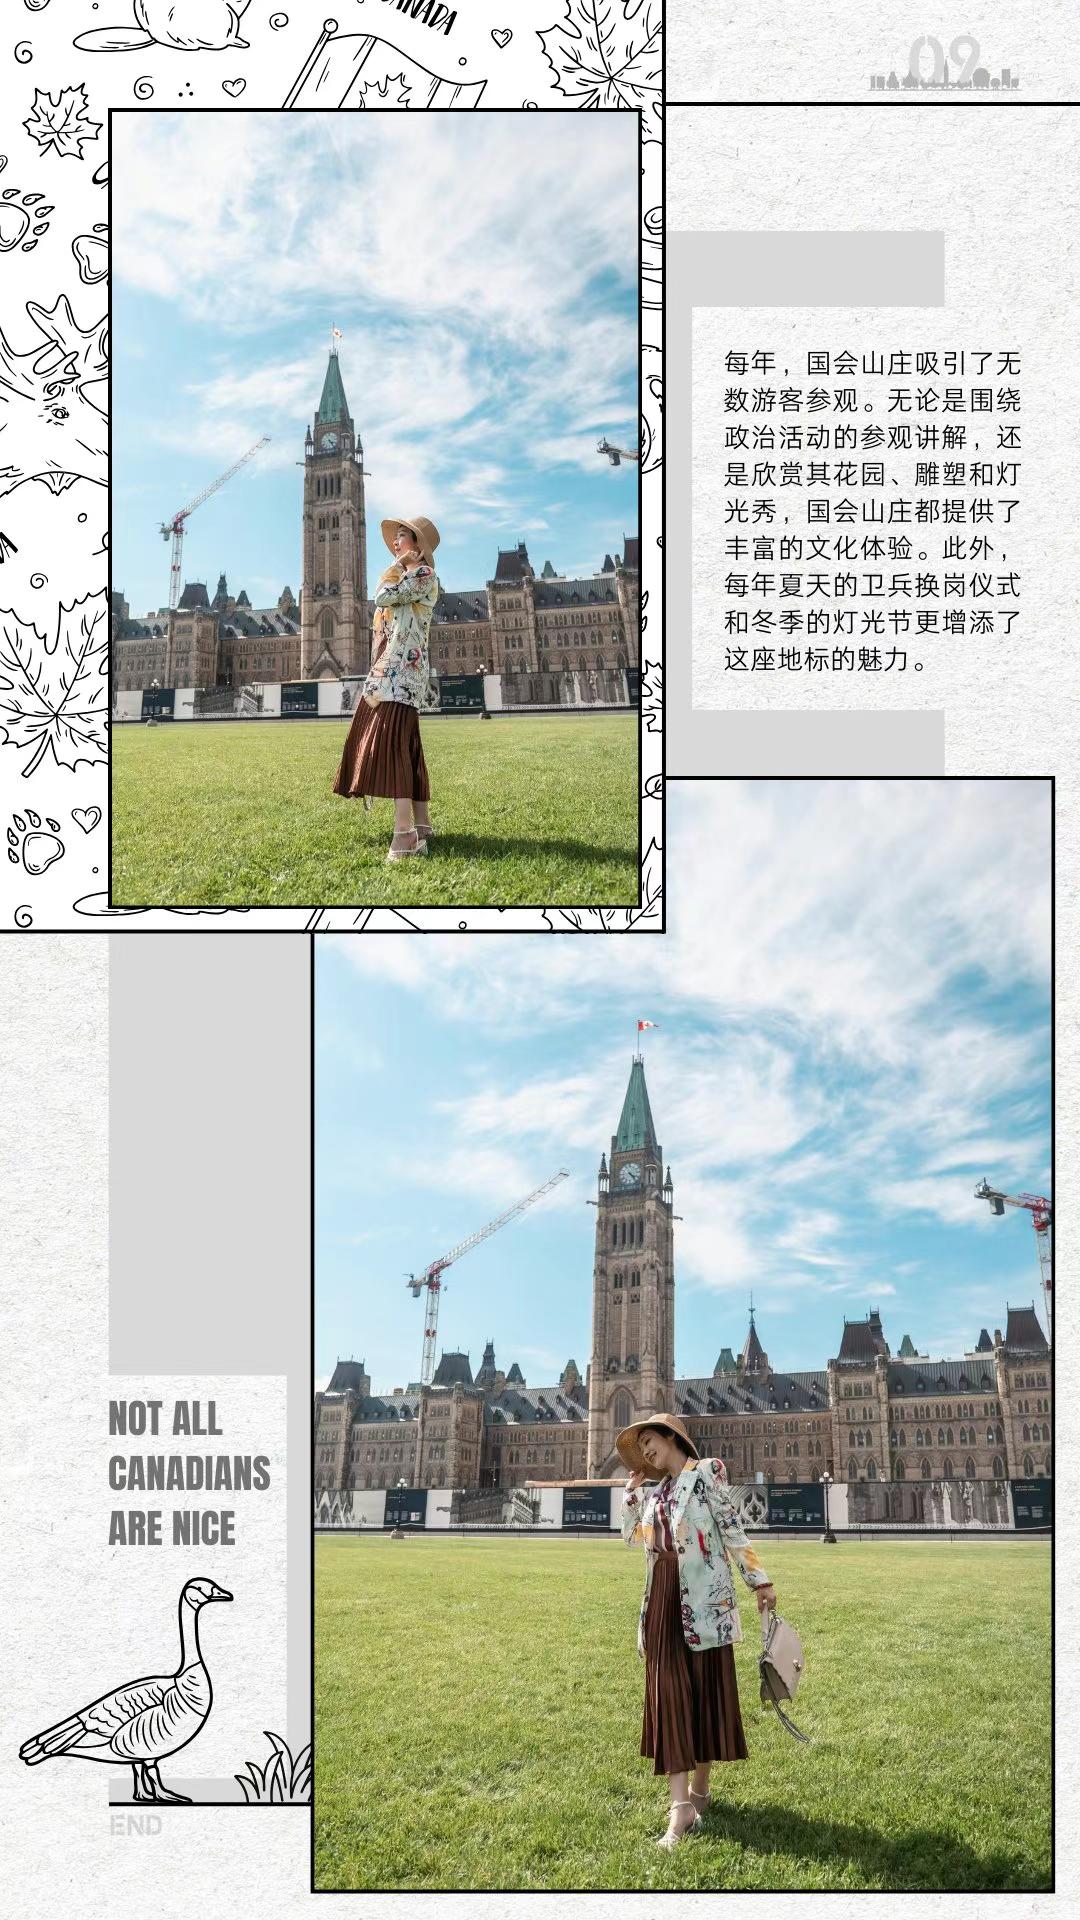 CANADA
09
每年，国会山庄吸引了无
数游客参观。无论是围绕
政治活动的参观讲解，还
是欣赏其花园、雕塑和灯
光秀，国会山庄都提供了
丰富的文化体验。此外，
每年夏天的卫兵换岗仪式
和冬季的灯光节更增添了
这座地标的魅力。
NOT ALL
CANADIANS
ARE NICE
END